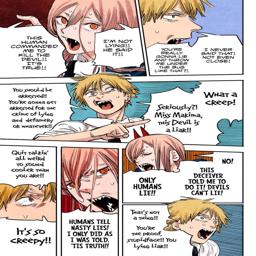 THIS
HUMAN
COMMANDED
ME TO
KILL THE
DEVIL!!
IT'S
TRUE!!
I'M NOT
LYING!! HE
SAID
IT!!
YOU'RE
REALLY
GONNA LIE
AND THROW
ME UNDER
THE BUS
LIKE THAT?!
I NEVER
SAID THAT!
NOT EVEN
CLOSE!
You should be
arrested!!
You're gonna get
arrested for the
crime of lying
and defamery
or whatever!!
Seriously?!
Miss Makima,
this Devil
is a liar!!
What a
creep!
Quit talkin'
all weird
to sound
cooler than
you are!!
It's so
creepy!!
ONLY
HUMANS
LIE!!
NO!
THIS
DECEIVER
TOLD ME TO
DO IT! DEVILS
CAN'T LIE!
HUMANS TELL
NASTY LIES!
I ONLY DID AS
I WAS TOLD.
'TIS TRUTH!!
That's not
a thing!!
You're
the proof,
stupidface!! You
lying liar!!